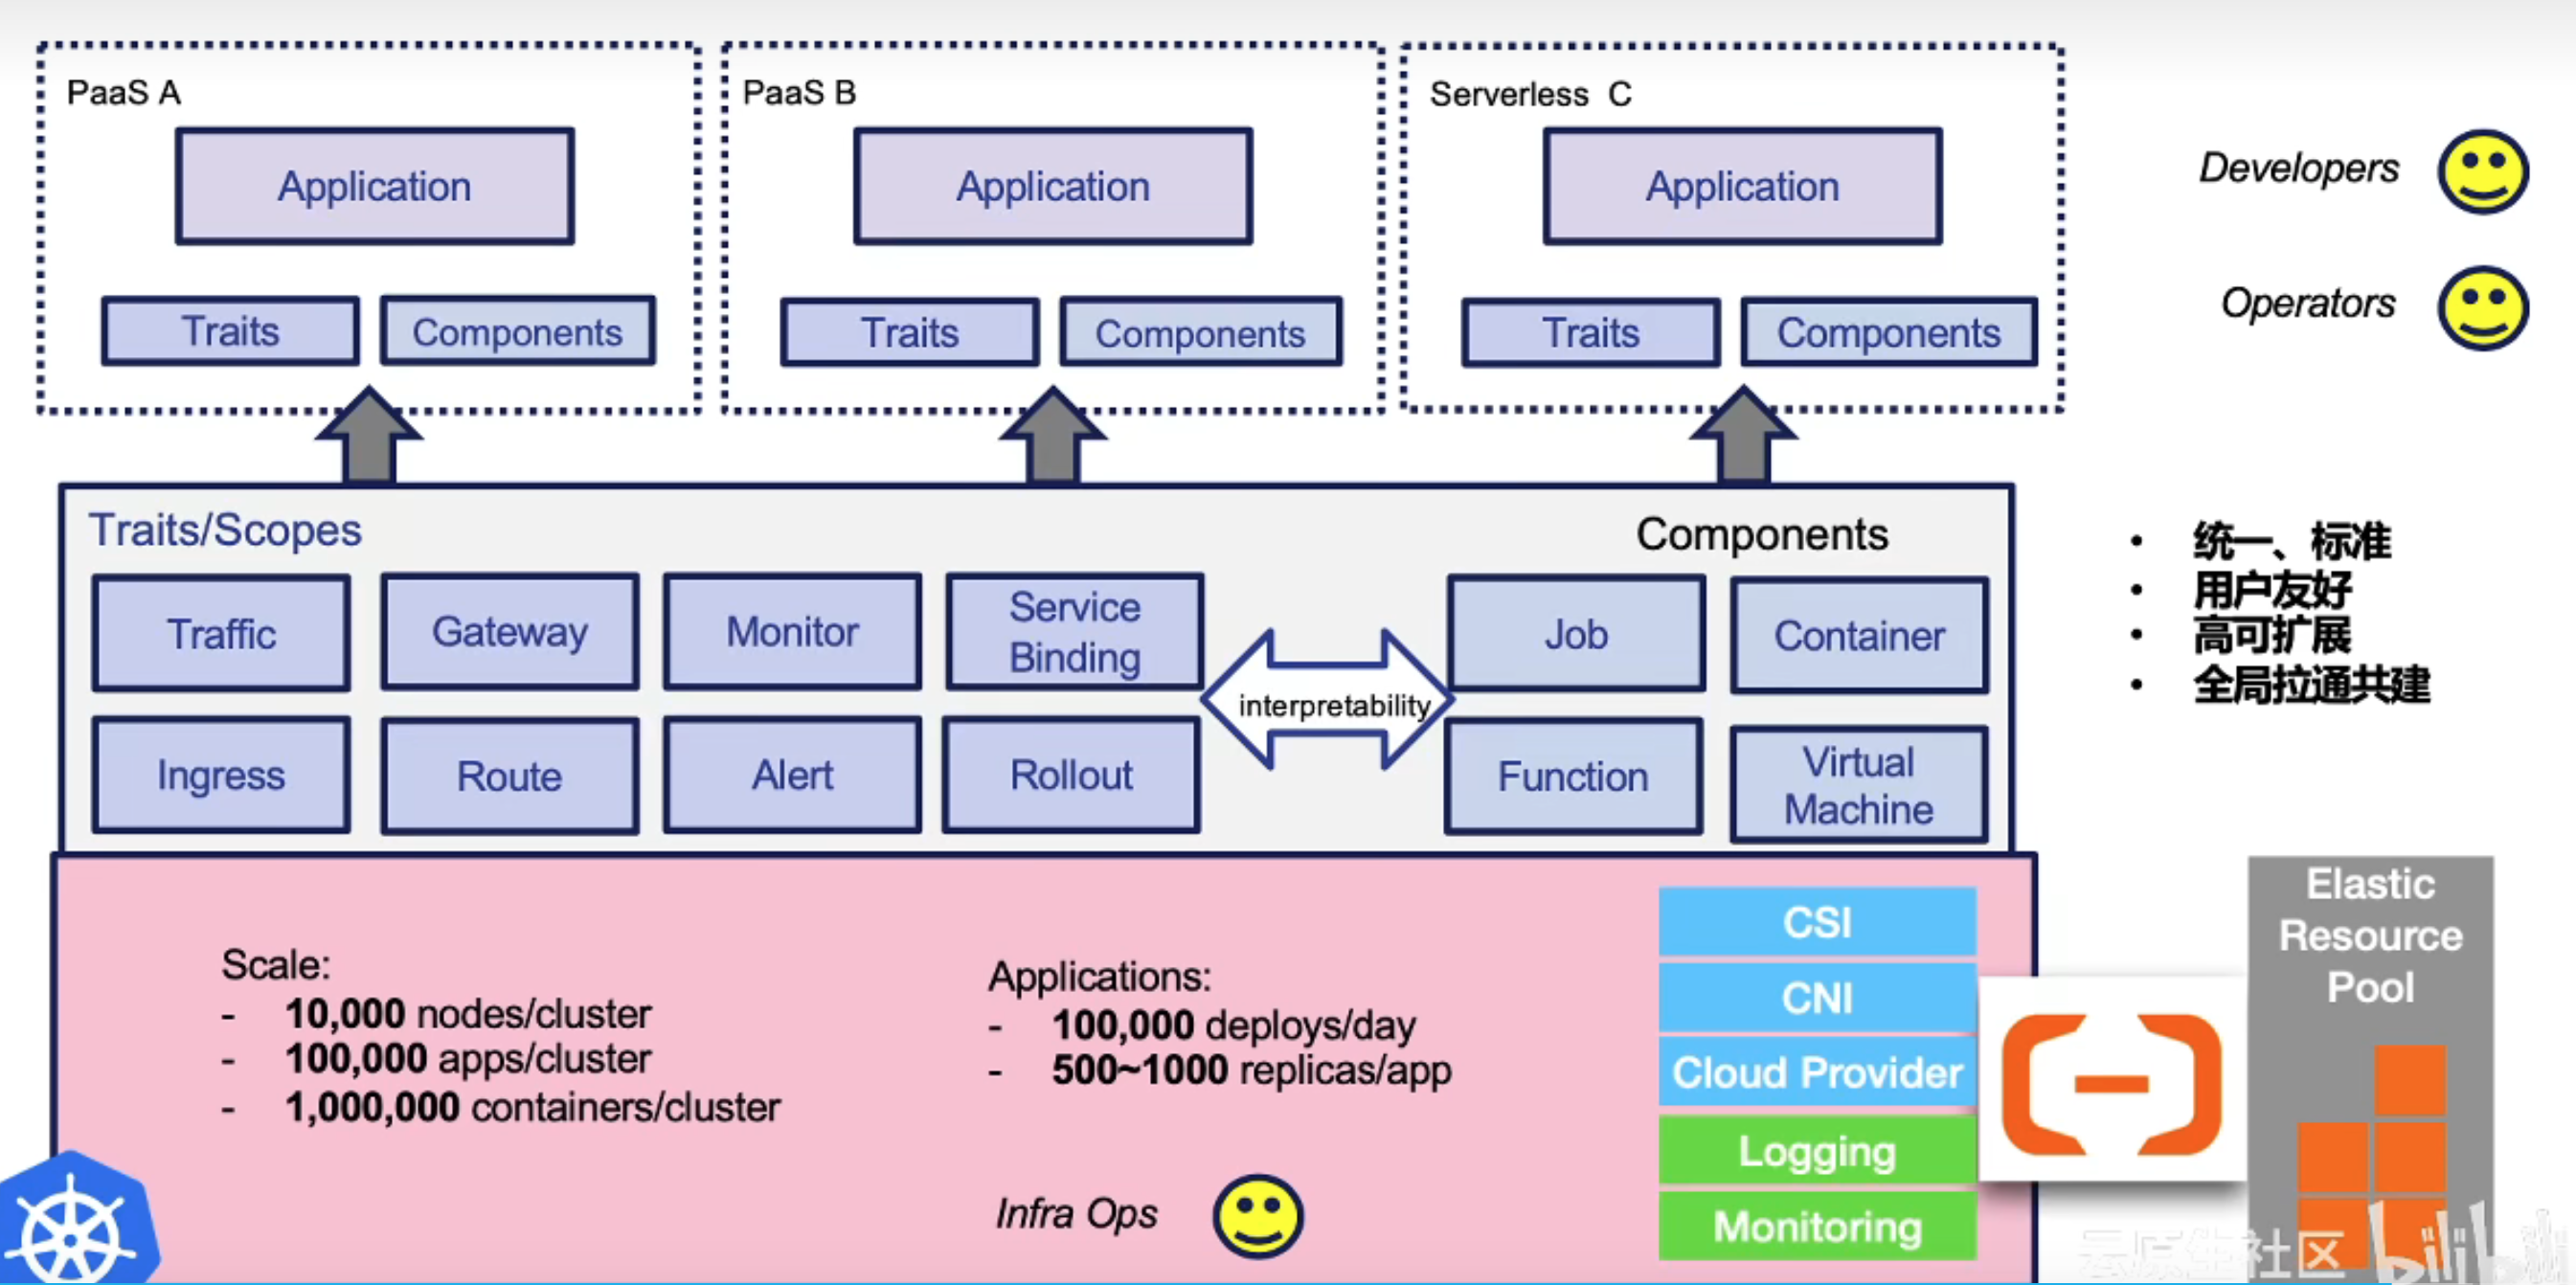 PaaS A
Application
Traits
Components
PaaS B
Application
Traits
Components
Serverless C
Application
Traits
Components
Developers
Operators
Traits/Scopes
Components
Traffic
Gateway
Monitor
Service
Binding
Ingress
Route
Alert
Rollout
interpretability
Job
Container
Function
Virtual
Machine
• 统一、标准
• 用户友好
• 高可扩展
• 全局拉通共建
Scale:
- 10,000 nodes/cluster
- 100,000 apps/cluster
- 1,000,000 containers/cluster
Applications:
- 100,000 deploys/day
- 500~1000 replicas/app
Infra Ops
CSI
CNI
Cloud Provider
Logging
Monitoring
Elastic
Resource
Pool
云原生社区 bilibili